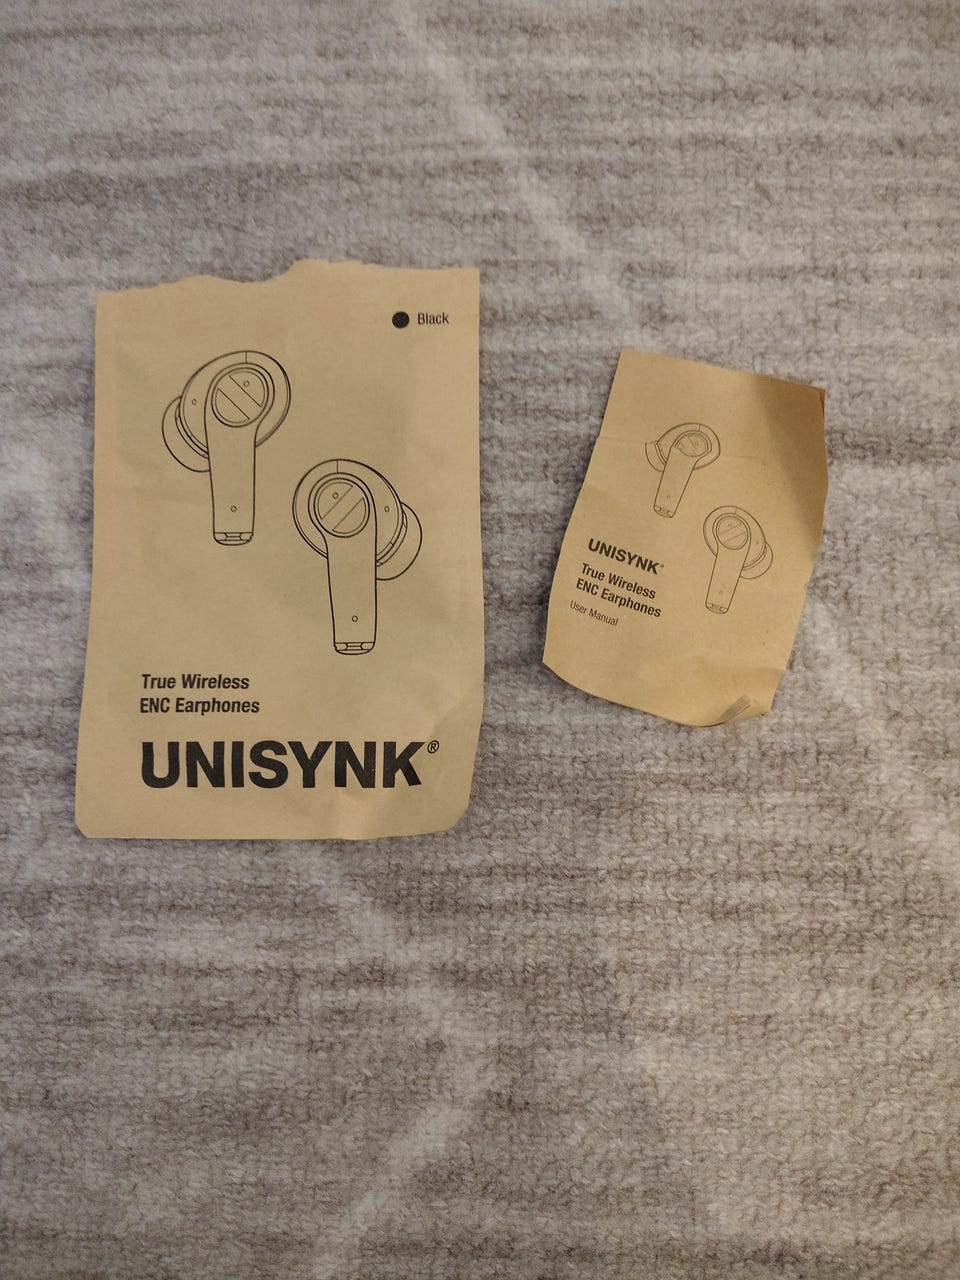 Black
True Wireless
ENC Earphones
UNISYNK®
UNISYNK®
True Wireless
ENC Earphones
User Manual